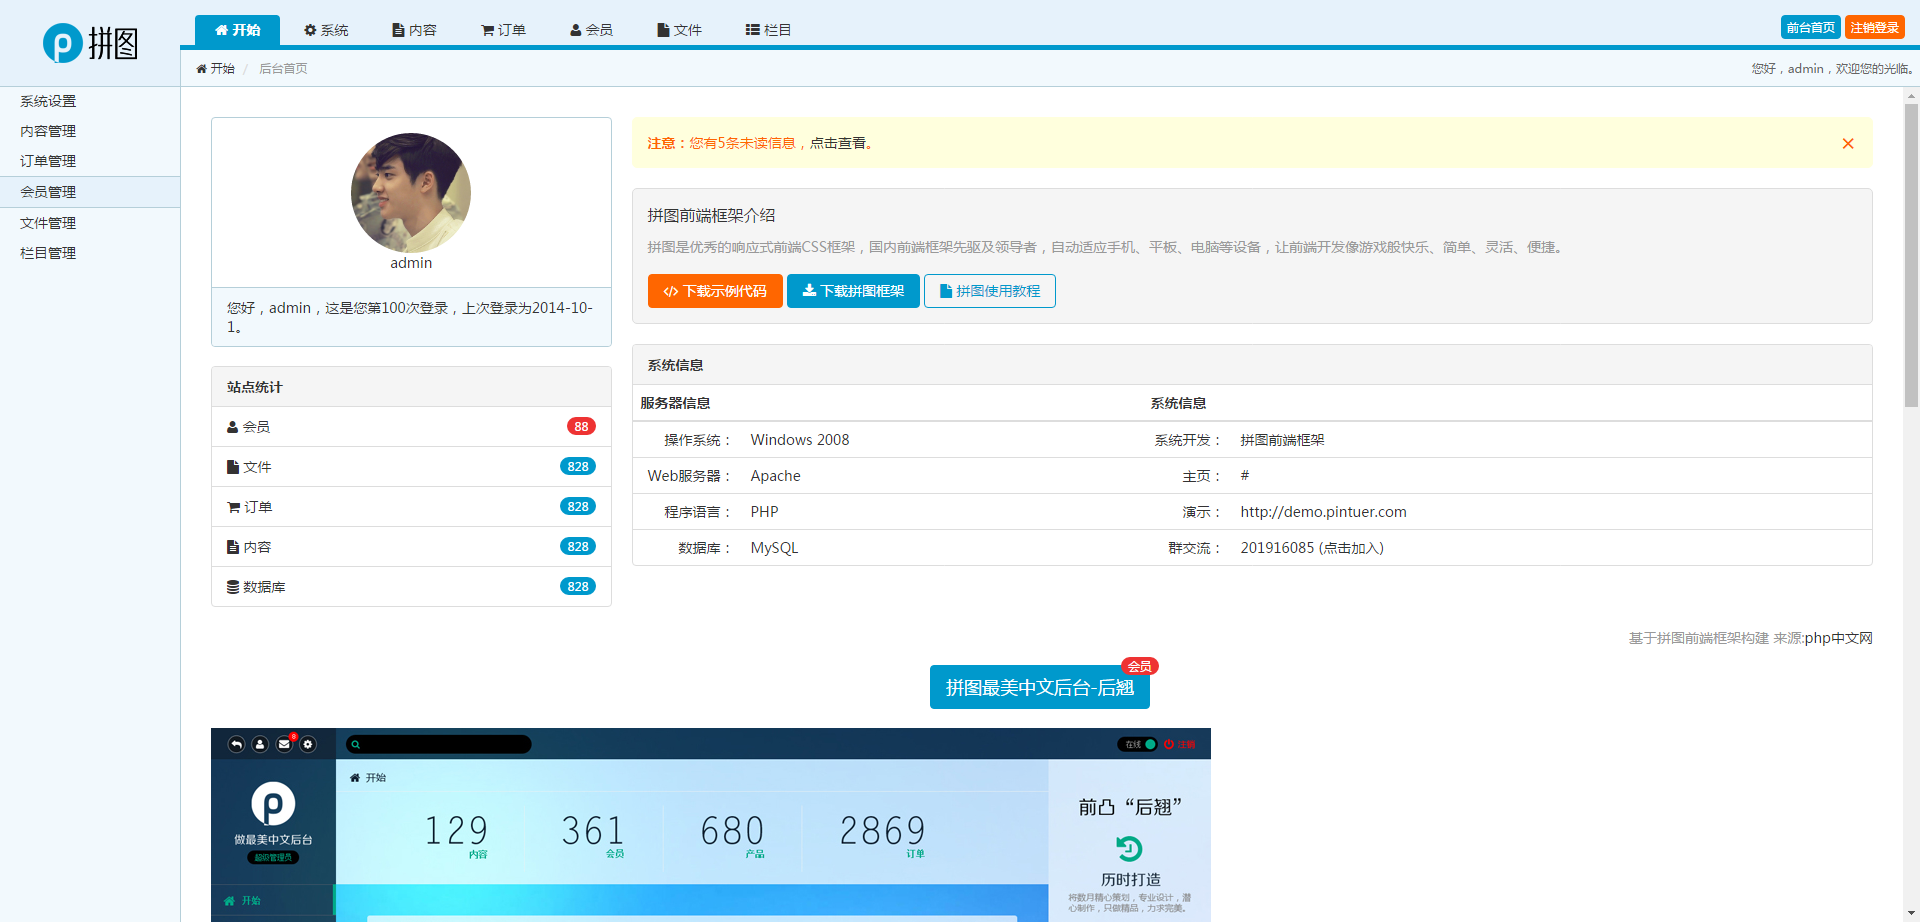 拼图
开始 系统 内容 订单 会员 文件 栏目
前台首页 注销登录
开始 / 后台首页
您好，admin，欢迎您的光临。
系统设置
内容管理
订单管理
会员管理
文件管理
栏目管理
admin
您好，admin，这是您第100次登录，上次登录为2014-10-
1。
站点统计
会员 88
文件 828
订单 828
内容 828
数据库 828
注意：您有5条未读信息，点击查看。
拼图前端框架介绍
拼图是优秀的响应式前端CSS框架，国内前端框架先驱及领导者，自动适应手机、平板、电脑等设备，让前端开发像游戏般快乐、简单、灵活、便捷。
下载示例代码 下载拼图框架 拼图使用教程
系统信息
服务器信息 系统信息
操作系统： Windows 2008 系统开发： 拼图前端框架
Web服务器： Apache 主页： #
程序语言： PHP 演示： http://demo.pintuer.com
数据库： MySQL 群交流： 201916085 (点击加入)
基于拼图前端框架构建 来源:php中文网
会员
拼图最美中文后台-后翘
8
在线 注销
做最美中文后台
超级管理员
开始
开始
129 361 680 2869
内容 会员 产品 订单
前凸“后翘”
历时打造
将数月精心策划，专业设计，潜
心制作，只做精品，力求完美。